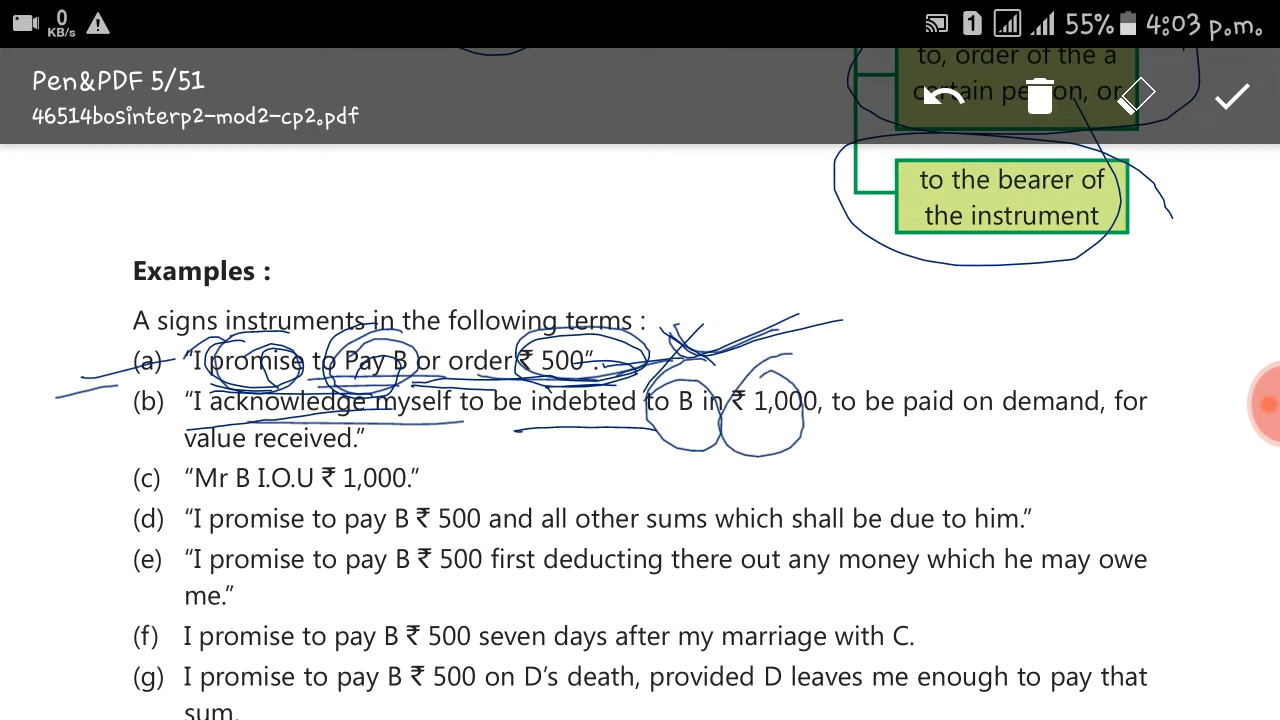 0 KB/s 1 55% 4:03 p.m.
Pen&PDF 5/51
46514bosinterp2-mod2-cp2.pdf
to, order of the a
certain person, or
to the bearer of
the instrument
Examples :
A signs instruments in the following terms :
(a) “I promise to Pay B or order ₹ 500”.
(b) “I acknowledge myself to be indebted to B in ₹ 1,000, to be paid on demand, for
value received.”
(c) “Mr B I.O.U ₹ 1,000.”
(d) “I promise to pay B ₹ 500 and all other sums which shall be due to him.”
(e) “I promise to pay B ₹ 500 first deducting there out any money which he may owe
me.”
(f) I promise to pay B ₹ 500 seven days after my marriage with C.
(g) I promise to pay B ₹ 500 on D’s death, provided D leaves me enough to pay that
sum.